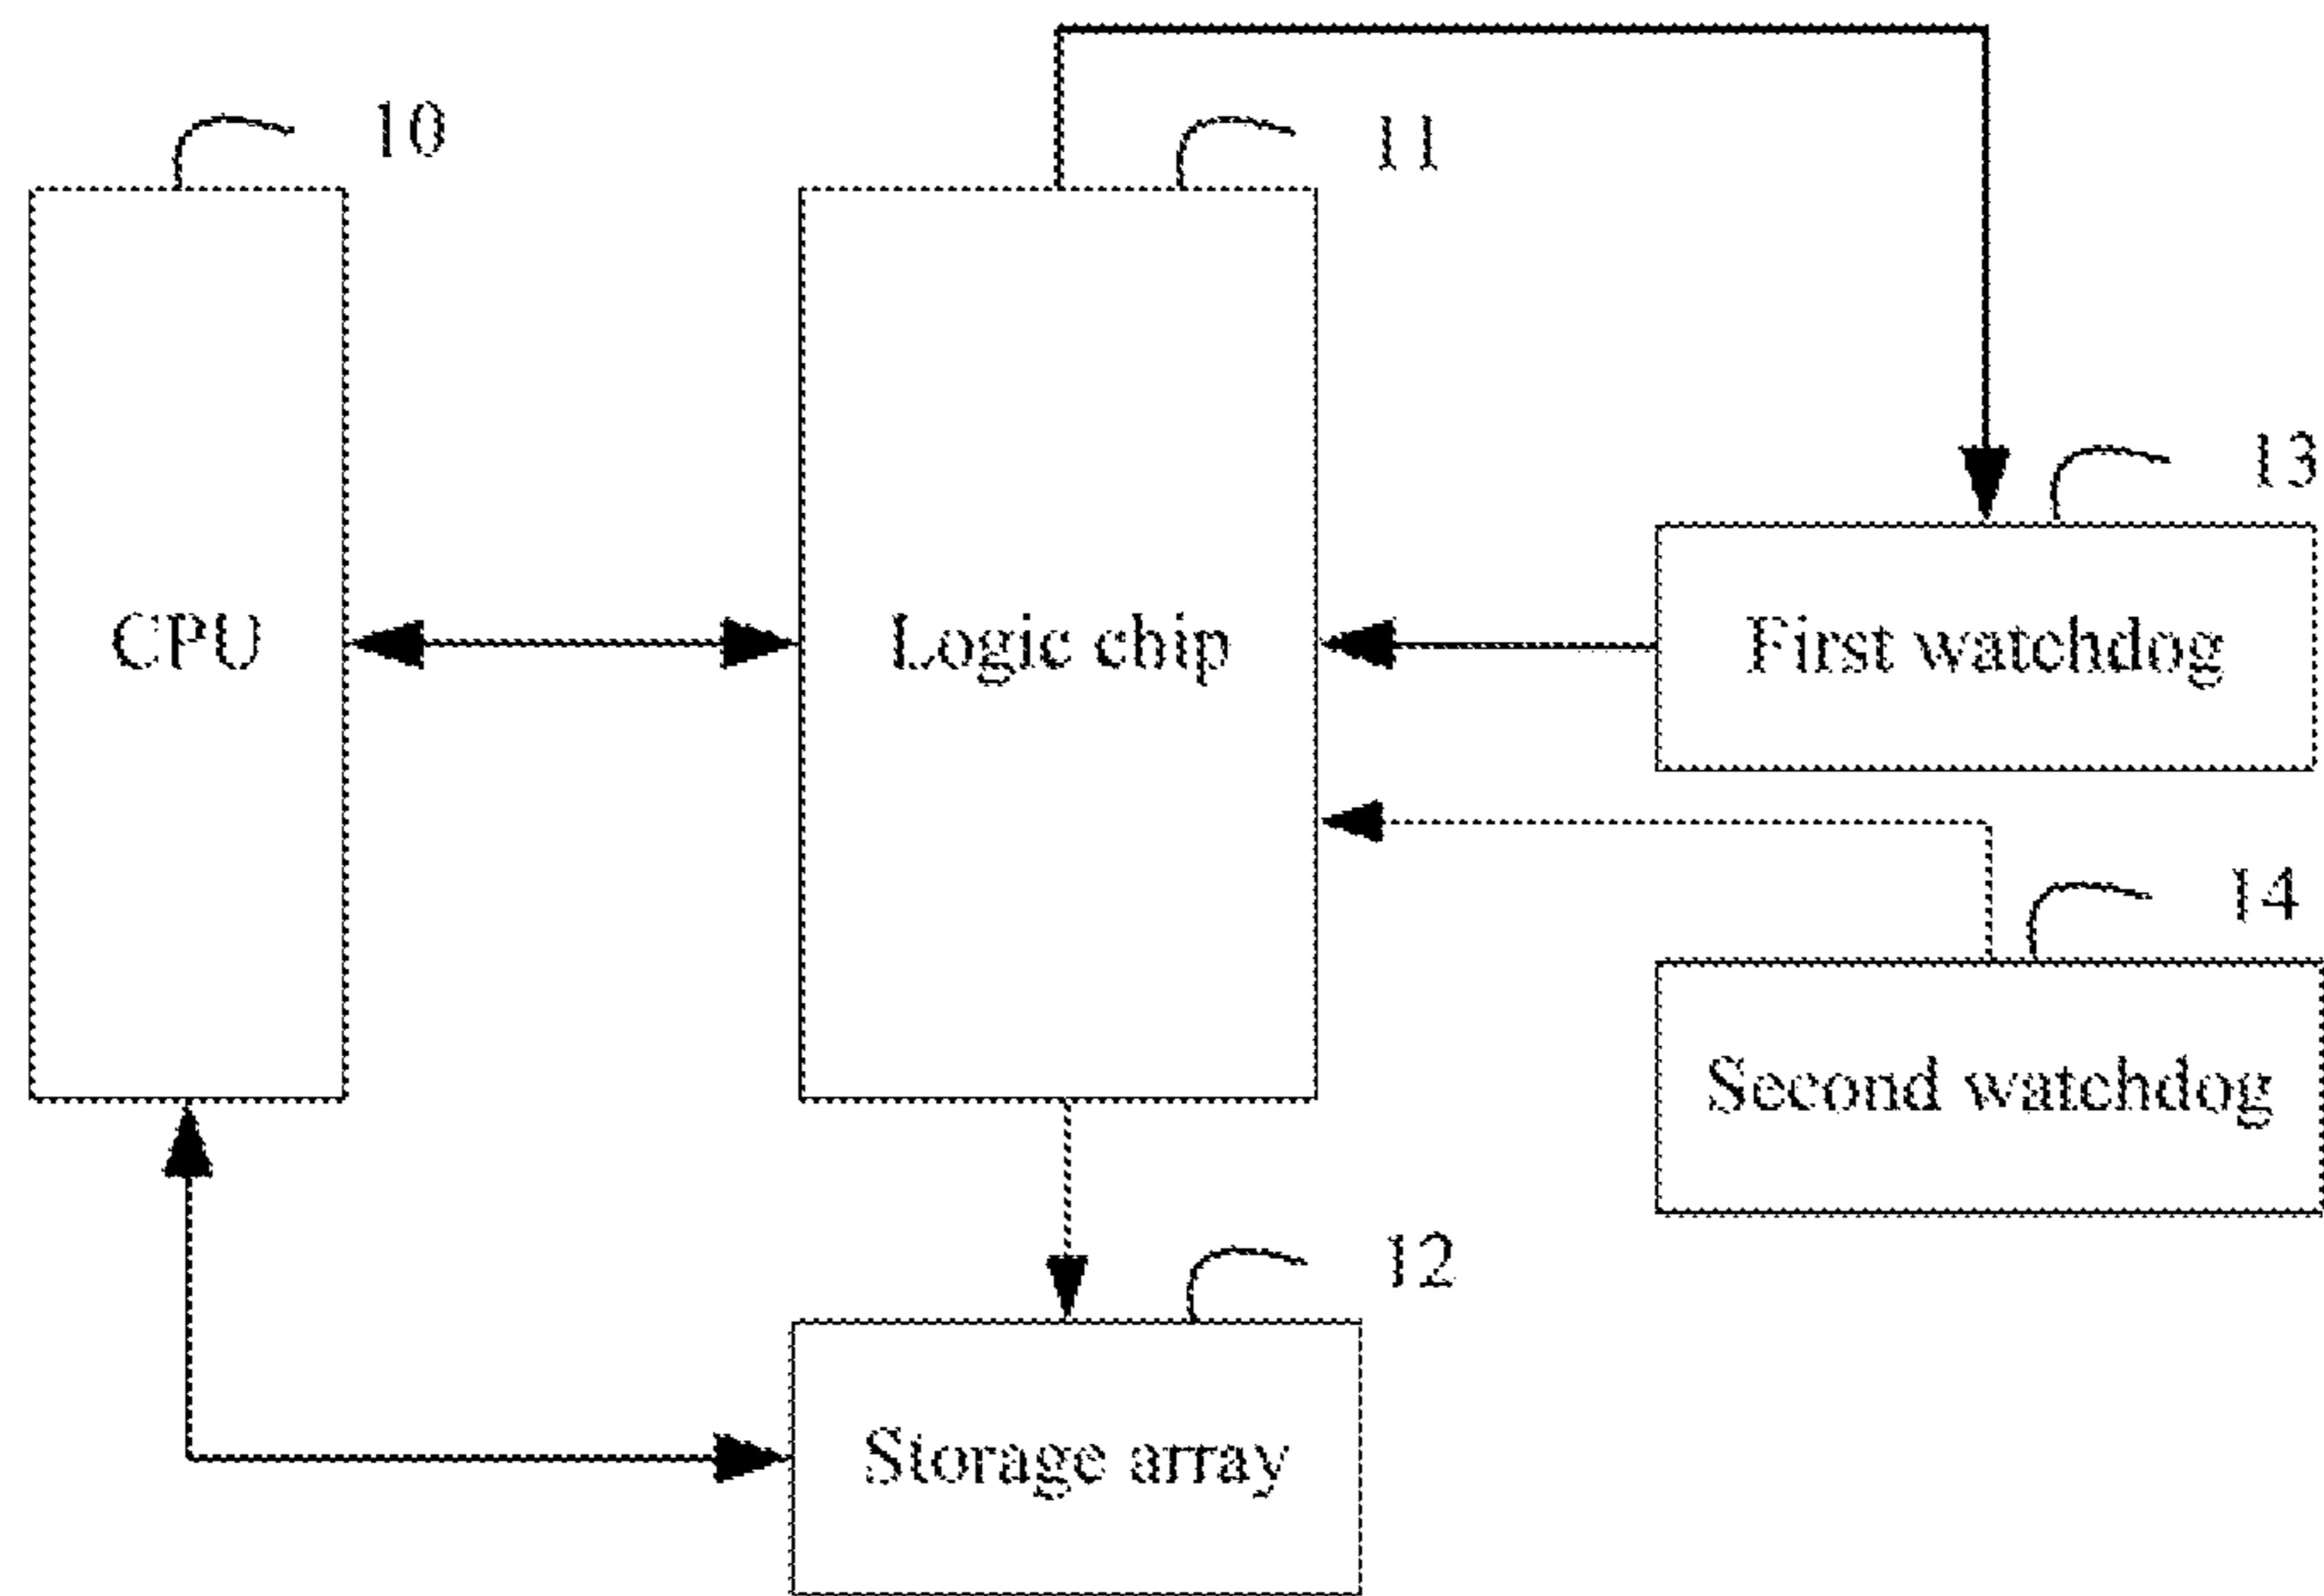 10
11
13
CPU
Logic chip
First watchdog
14
Second watchdog
12
Storage array